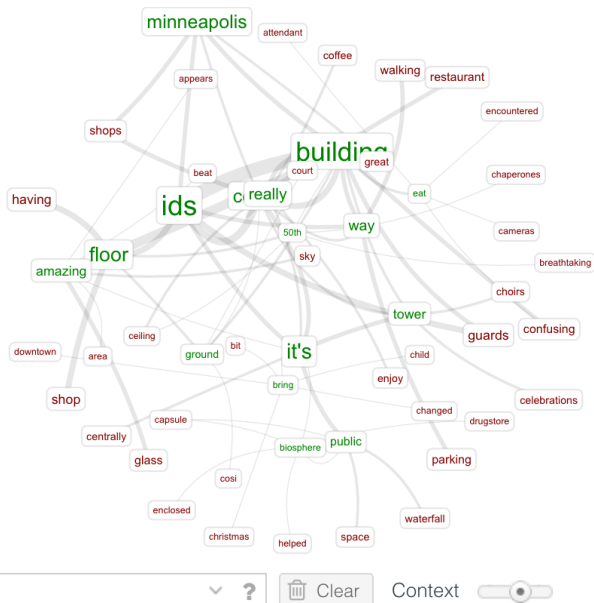 minneapolis
attendant
coffee
walking
restaurant
appears
encountered
shops
building
great
court
beat
chaperones
having
ids
really
eat
way
50th
cameras
floor
sky
amazing
breathtaking
choirs
tower
confusing
guards
ceiling
downtown
area
ground
bit
it's
child
enjoy
bring
shop
celebrations
changed
capsule
drugstore
centrally
public
biosphere
glass
parking
cosi
enclosed
waterfall
christmas
helped
space
? Clear Context